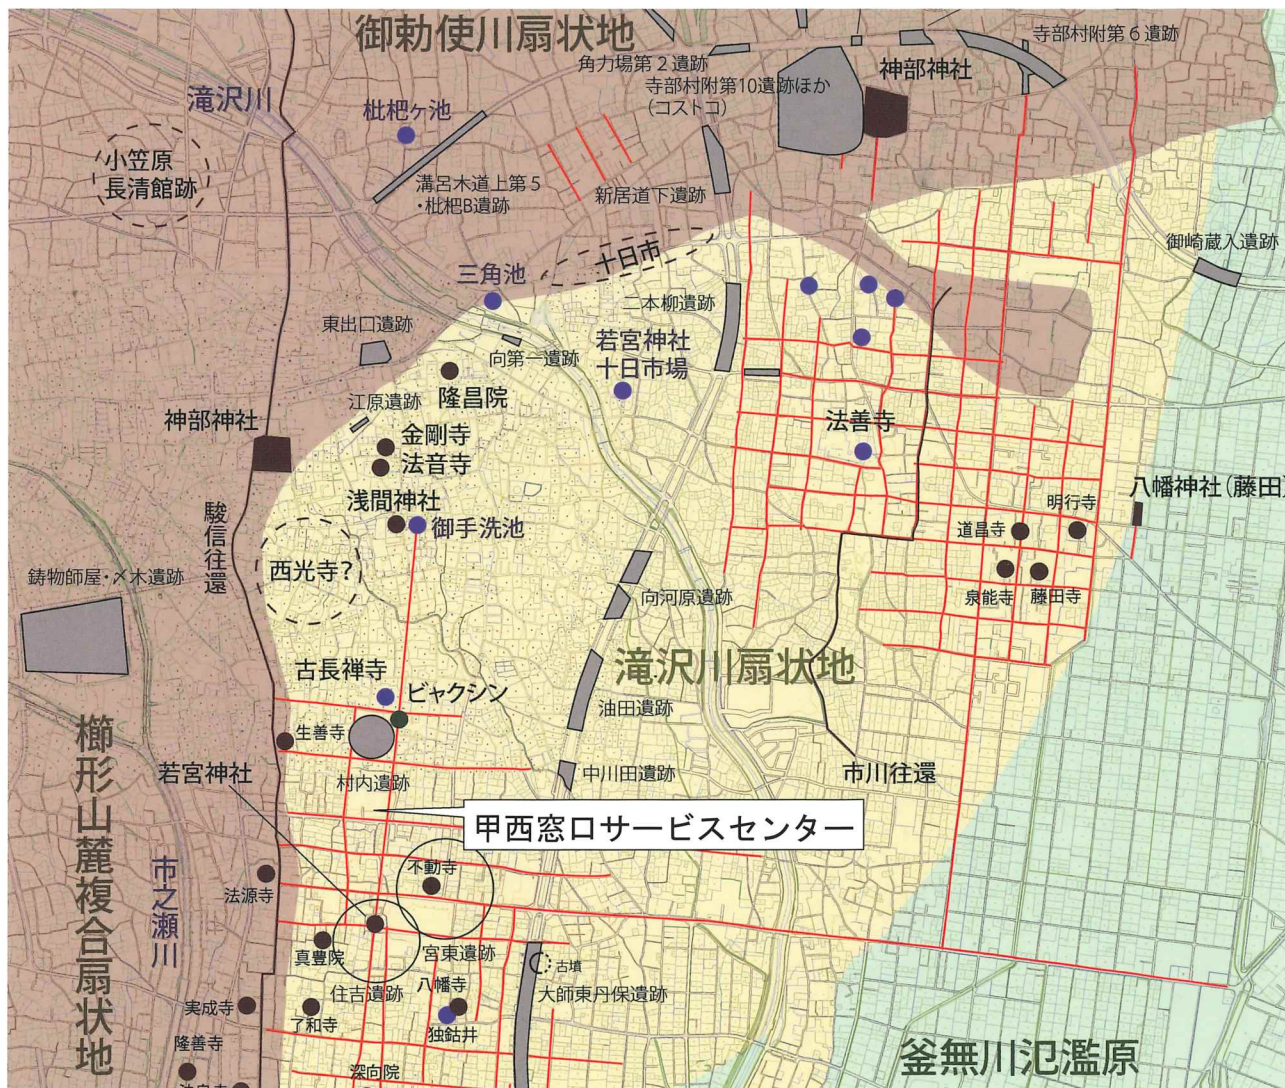 御勅使川扇状地
寺部村附第6遺跡
角力場第2遺跡
神部神社
寺部村附第10遺跡ほか
（コストコ）
滝沢川
枇杷ヶ池
小笠原
長清館跡
溝呂木道上第5
・枇杷B遺跡
新居道下遺跡
十日市
御崎蔵入遺跡
三角池
二本柳遺跡
東出口遺跡
向第一遺跡
若宮神社
十日市場
隆昌院
江原遺跡
神部神社
金剛寺
法音寺
法善寺
浅間神社
御手洗池
八幡神社（藤田）
明行寺
道昌寺
駿信往還
西光寺？
鋳物師屋・〆木遺跡
向河原遺跡
泉能寺
藤田寺
滝沢川扇状地
古長禅寺
ビャクシン
油田遺跡
生善寺
櫛形山麓複合扇状地
若宮神社
村内遺跡
中川田遺跡
市川往還
甲西窓口サービスセンター
不動寺
市之瀬川
法源寺
宮東遺跡
真豊院
古墳
住吉遺跡
八幡寺
大師東丹保遺跡
実成寺
了和寺
独鈷井
隆善寺
釜無川氾濫原
深向院